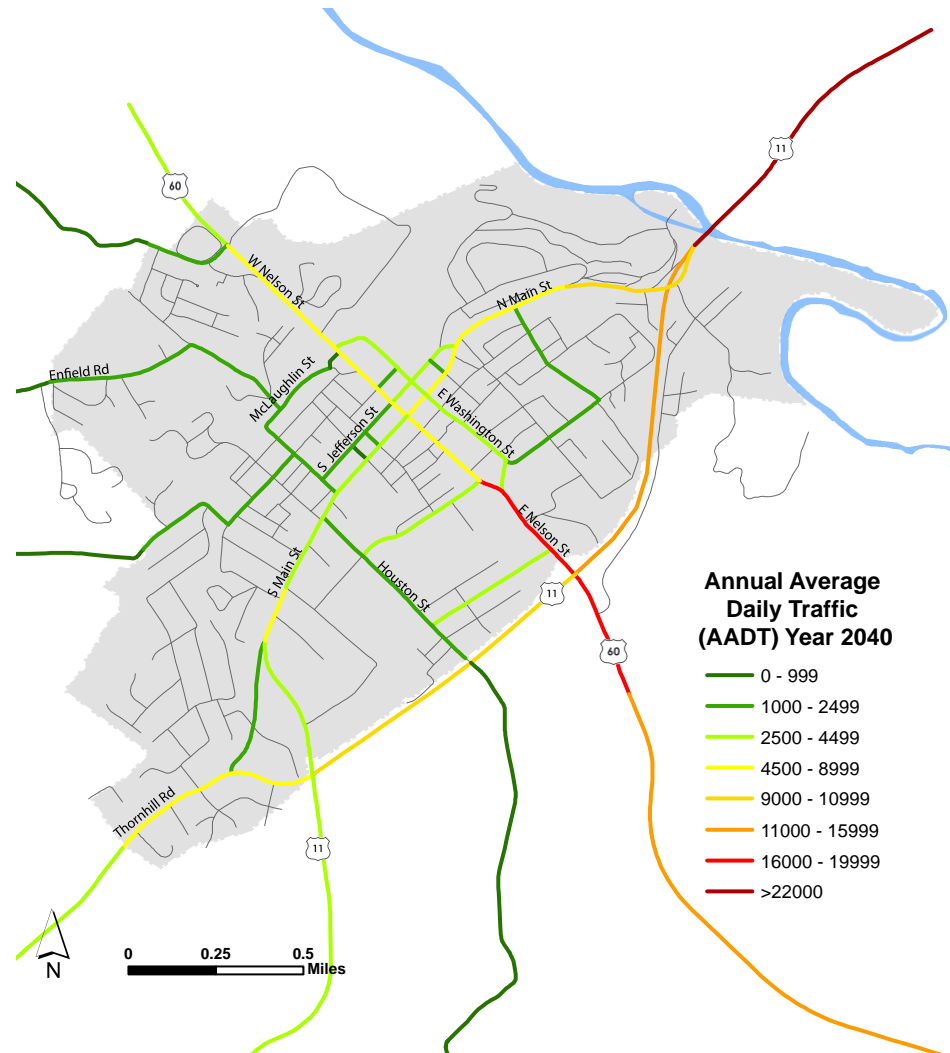 11
60
W Nelson St
N Main St
Enfield Rd
McLaughlin St
S Jefferson St
E Washington St
E Nelson St
S Main St
Houston St
11
60
Thornhill Rd
11
Annual Average
Daily Traffic
(AADT) Year 2040
0 - 999
1000 - 2499
2500 - 4499
4500 - 8999
9000 - 10999
11000 - 15999
16000 - 19999
>22000
N
0 0.25 0.5
Miles